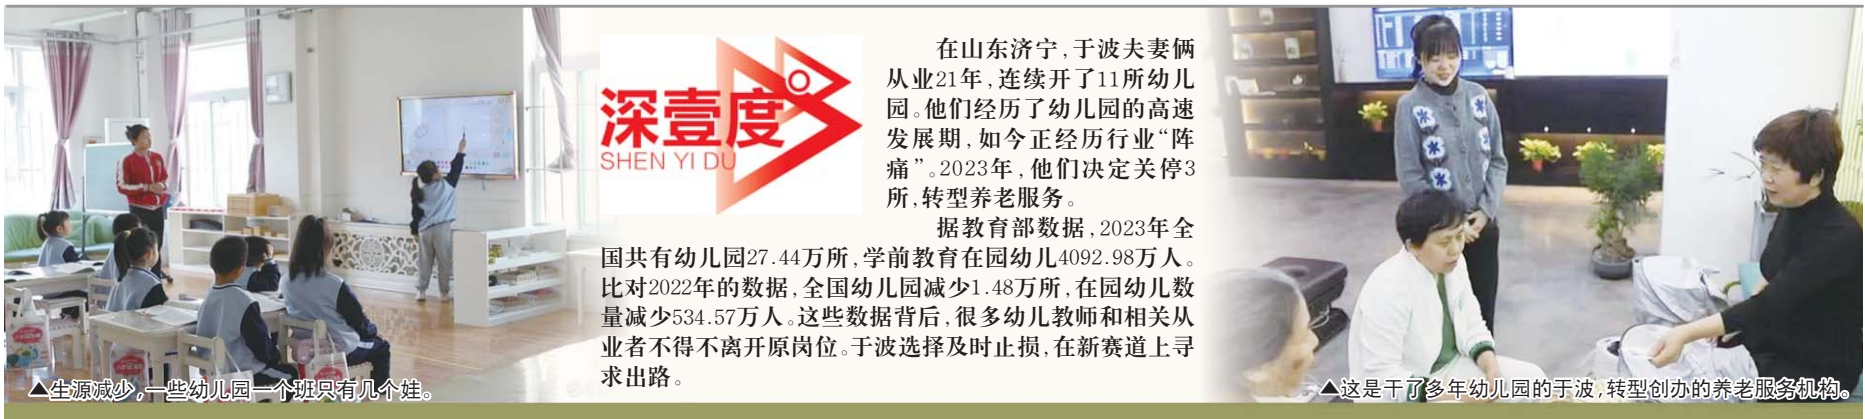 深壹度
SHEN YI DU
在山东济宁,于波夫妻俩
从业21年,连续开了11所幼儿
园。他们经历了幼儿园的高速
发展期,如今正经历行业“阵
痛”。2023年,他们决定关停3
所,转型养老服务。
据教育部数据,2023年全
国共有幼儿园27.44万所,学前教育在园幼儿4092.98万人。
比对2022年的数据,全国幼儿园减少1.48万所,在园幼儿数
量减少534.57万人。这些数据背后,很多幼儿教师和相关从
业者不得不离开原岗位。于波选择及时止损,在新赛道上寻
求出路。
▲生源减少,一些幼儿园一个班只有几个娃。
▲这是干了多年幼儿园的于波,转型创办的养老服务机构。